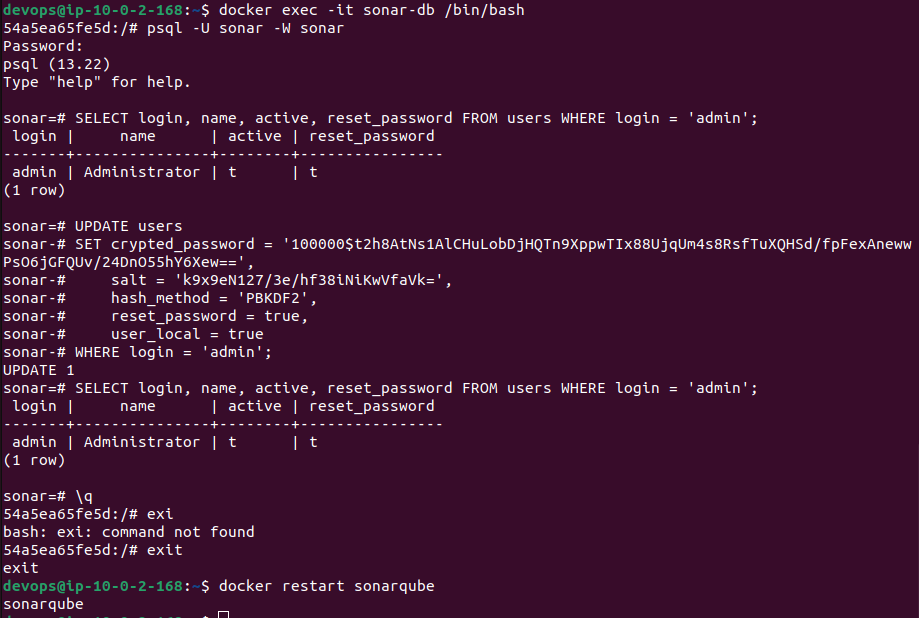 devops@ip-10-0-2-168:~$ docker exec -it sonar-db /bin/bash
54a5ea65fe5d:/# psql -U sonar -W sonar
Password:
psql (13.22)
Type "help" for help.
sonar=# SELECT login, name, active, reset_password FROM users WHERE login = 'admin';
 login |     name      | active | reset_password
-------+---------------+--------+----------------
 admin | Administrator | t      | t
(1 row)
sonar=# UPDATE users
sonar-# SET crypted_password = '100000$t2h8AtNs1AlCHuLobDjHQTn9XppwTIx88UjqUm4s8RsfTuXQHSd/fpFexAneww
PsO6jGFQUv/24DnO55hY6Xew==',
sonar-#     salt = 'k9x9eN127/3e/hf38iNiKwVfaVk=',
sonar-#     hash_method = 'PBKDF2',
sonar-#     reset_password = true,
sonar-#     user_local = true
sonar-# WHERE login = 'admin';
UPDATE 1
sonar=# SELECT login, name, active, reset_password FROM users WHERE login = 'admin';
 login |     name      | active | reset_password
-------+---------------+--------+----------------
 admin | Administrator | t      | t
(1 row)
sonar=# \q
54a5ea65fe5d:/# exi
bash: exi: command not found
54a5ea65fe5d:/# exit
exit
devops@ip-10-0-2-168:~$ docker restart sonarqube
sonarqube